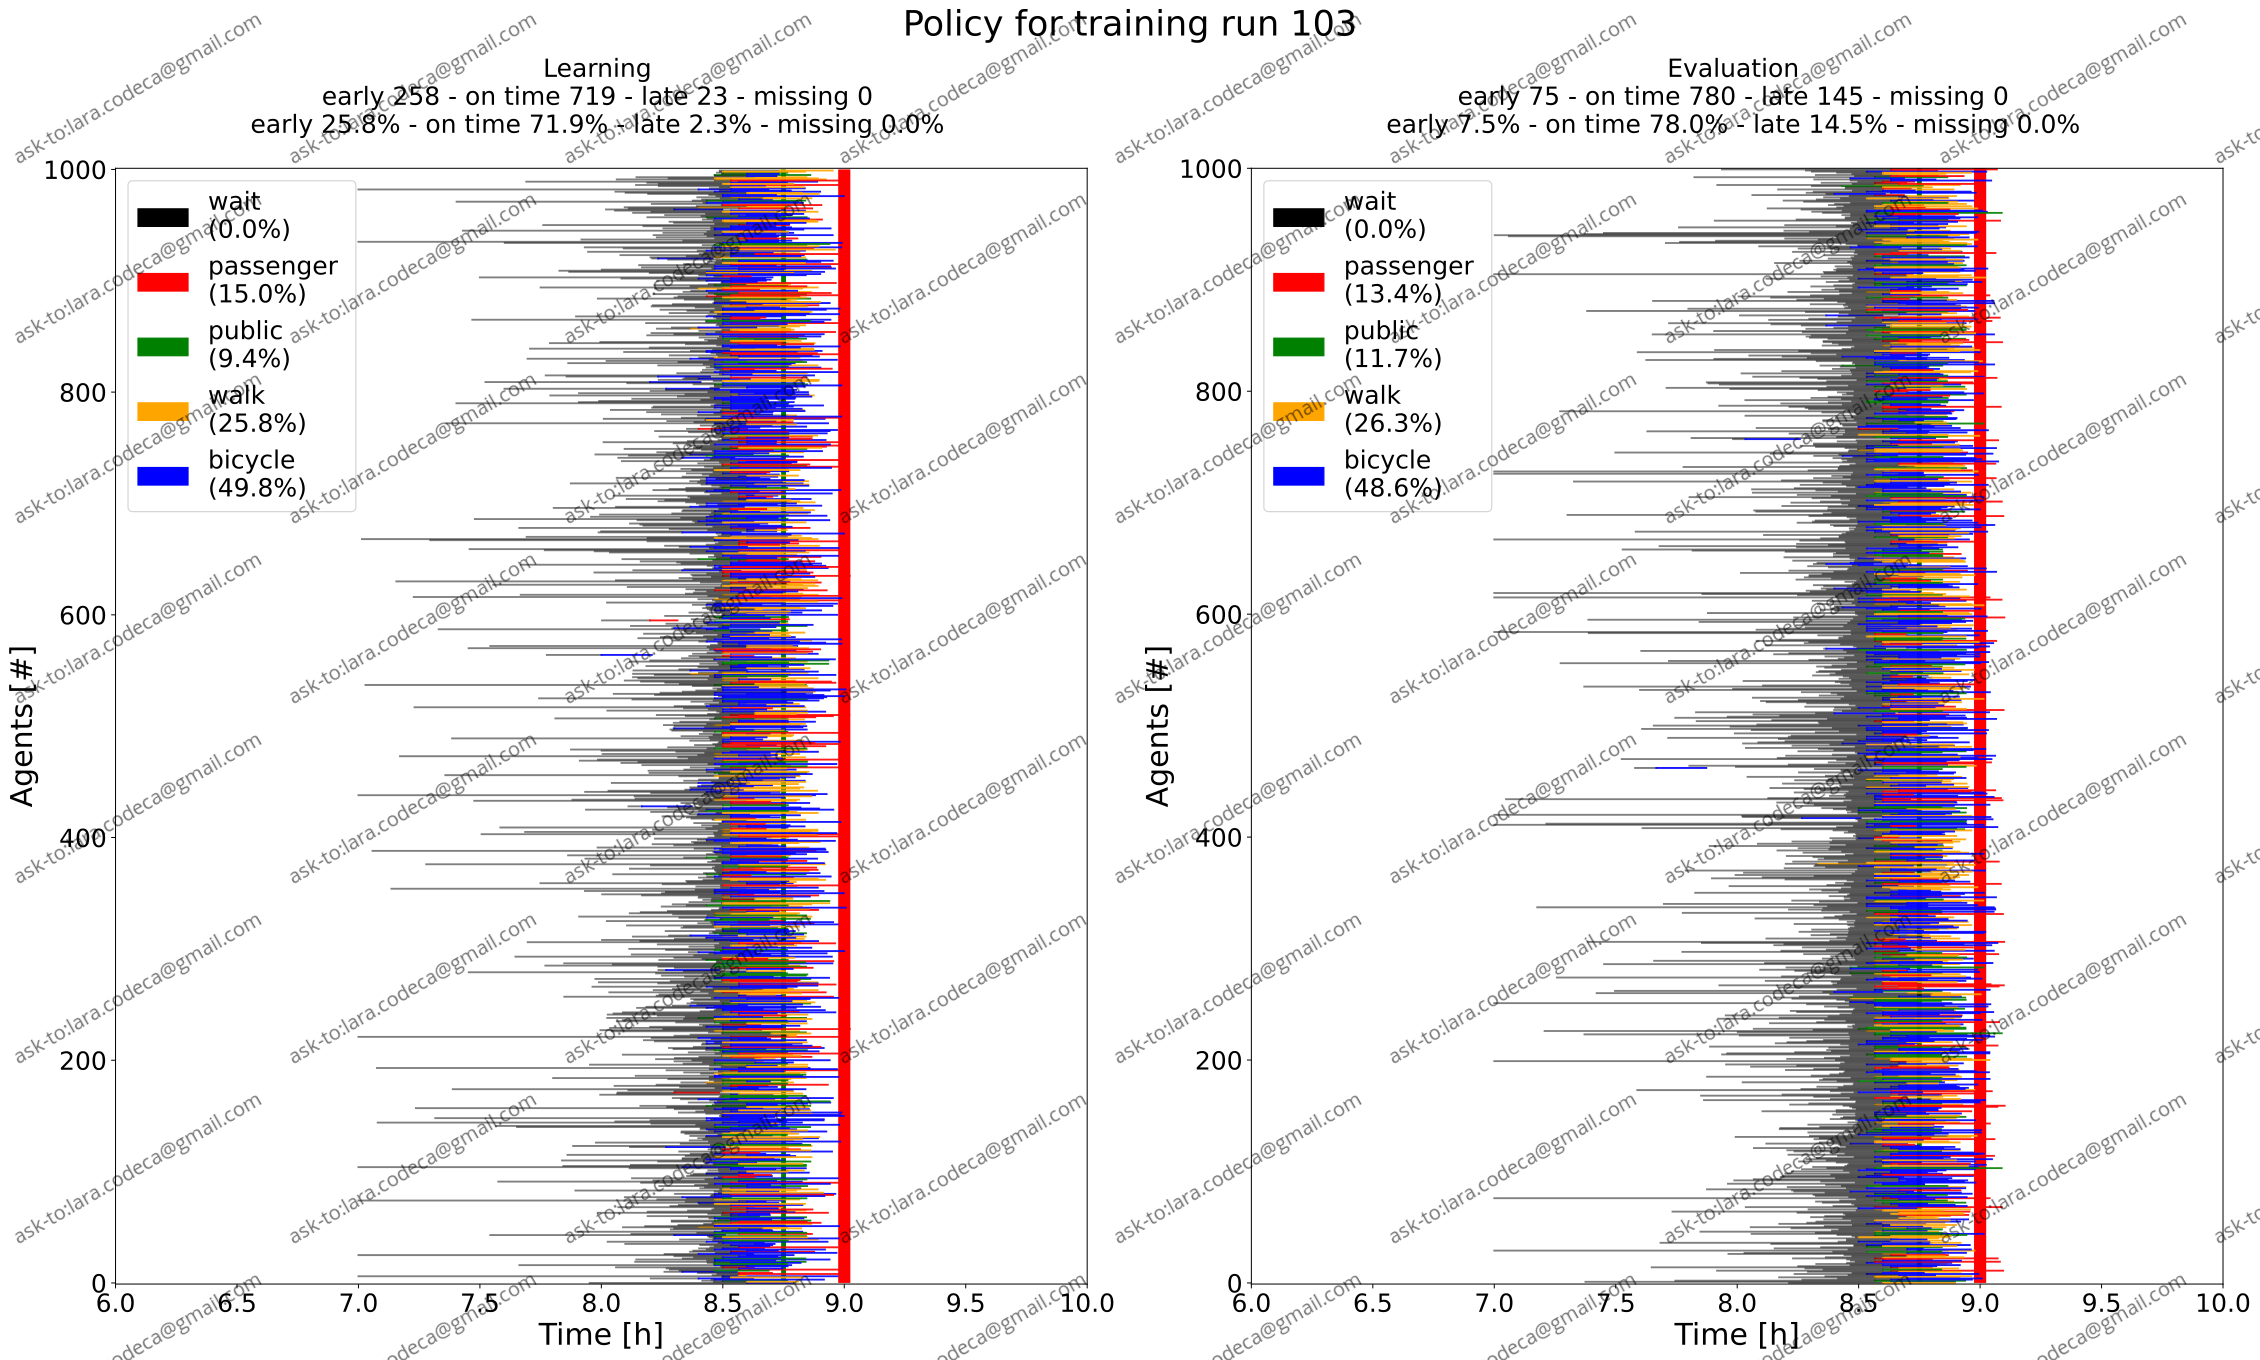 Policy for training run 103
Learning
early 258 - on time 719 - late 23 - missing 0
early 25.8% - on time 71.9% - late 2.3% - missing 0.0%
1000
800
600
400
200
0
Agents [#]
wait
(0.0%)
passenger
(15.0%)
public
(9.4%)
walk
(25.8%)
bicycle
(49.8%)
6.0 6.5 7.0 7.5 8.0 8.5 9.0 9.5 10.0
Time [h]
Evaluation
early 75 - on time 780 - late 145 - missing 0
early 7.5% - on time 78.0% - late 14.5% - missing 0.0%
1000
800
600
400
200
0
Agents [#]
wait
(0.0%)
passenger
(13.4%)
public
(11.7%)
walk
(26.3%)
bicycle
(48.6%)
6.0 6.5 7.0 7.5 8.0 8.5 9.0 9.5 10.0
Time [h]
ask-to:lara.codeca@gmail.com